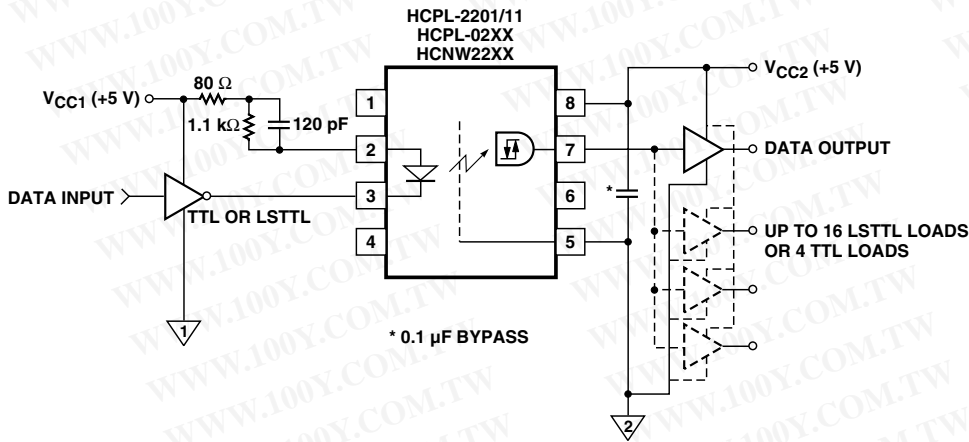 HCPL-2201/11
HCPL-02XX
HCNW22XX
VCC1 (+5 V)
80 Ω
1.1 kΩ
120 pF
1
2
3
4
8
7
6
5
VCC2 (+5 V)
DATA INPUT
TTL OR LSTTL
DATA OUTPUT
*
UP TO 16 LSTTL LOADS
OR 4 TTL LOADS
1
* 0.1 µF BYPASS
2
WWW.100Y.COM.TW